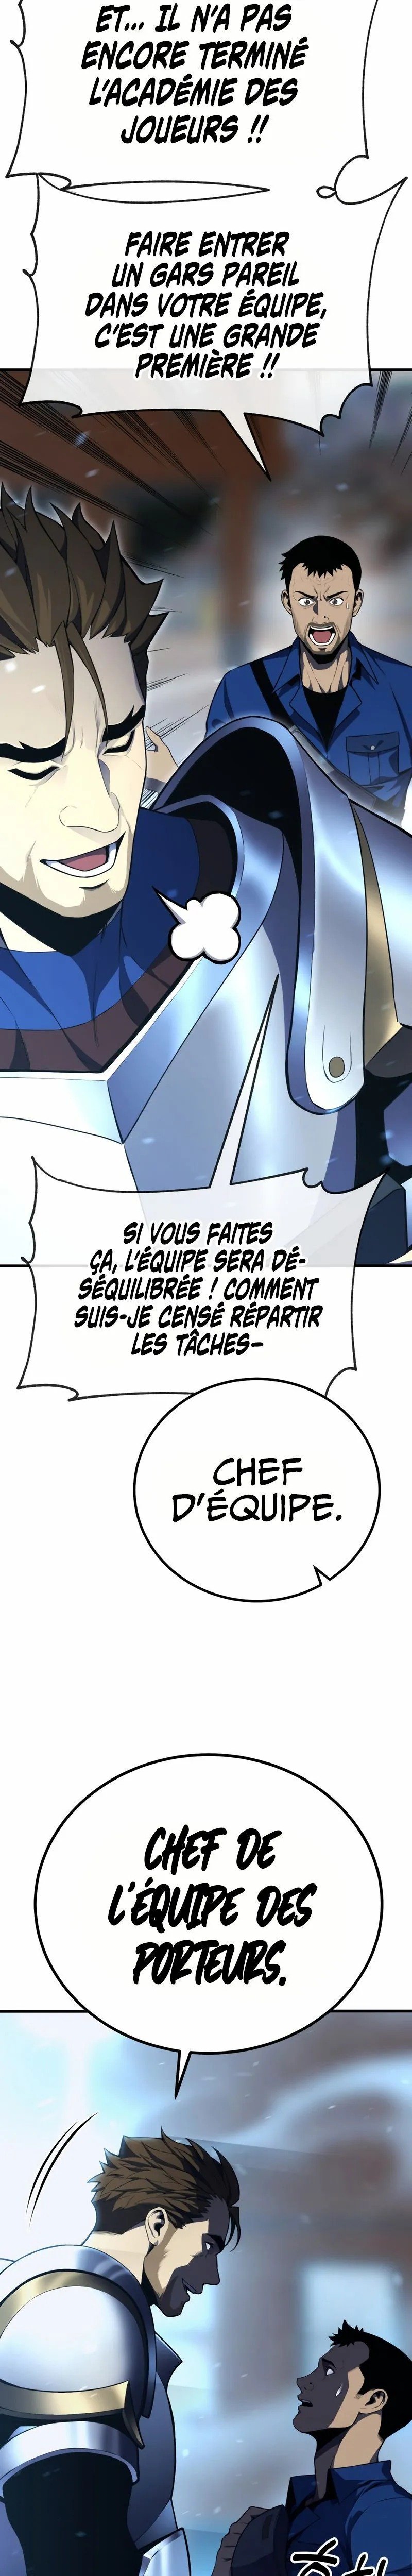 ET... IL N'A PAS
ENCORE TERMINÉ
L'ACADÉMIE DES
JOUEURS !!
FAIRE ENTRER
UN GARS PAREIL
DANS VOTRE ÉQUIPE,
C'EST UNE GRANDE
PREMIÈRE !!
SI VOUS FAITES
ÇA, L'ÉQUIPE SERA DÉ-
SÉQUILIBRÉE ! COMMENT
SUIS-JE CENSÉ RÉPARTIR
LES TÂCHES-
CHEF
D'ÉQUIPE.
CHEF DE
L'ÉQUIPE DES
PORTEURS.